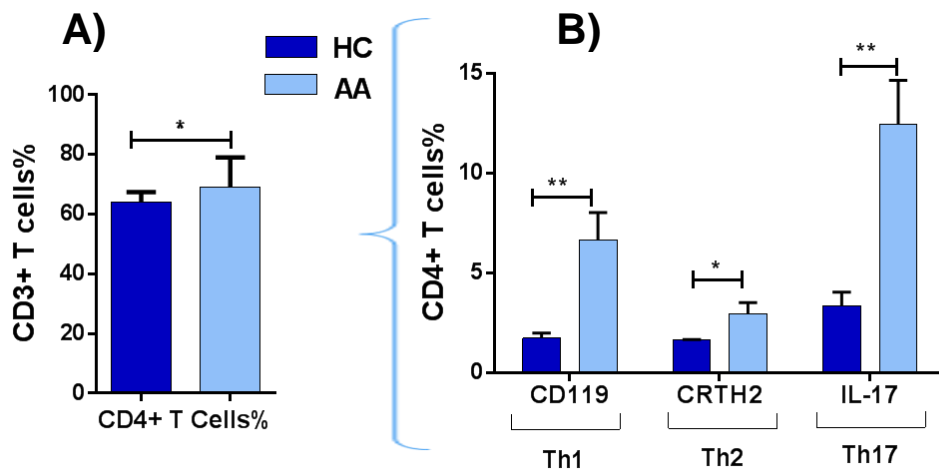 A)
HC
AA
B)
CD3+ T cells%
100
80
60
40
20
0
*
CD4+ T Cells%
CD4+ T cells%
15
10
5
0
**
*
**
CD119
CRTH2
IL-17
Th1
Th2
Th17